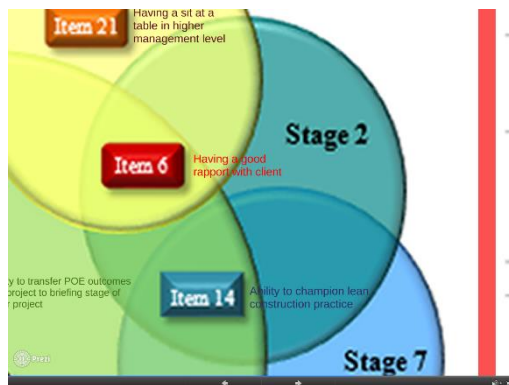 Item 21
Having a sit at a
table in higher
management level
Stage 2
Item 6
Having a good
rapport with client
ty to transfer POE outcomes
project to briefing stage of
r project
Item 14
Ability to champion lean
construction practice
Stage 7
Prezi